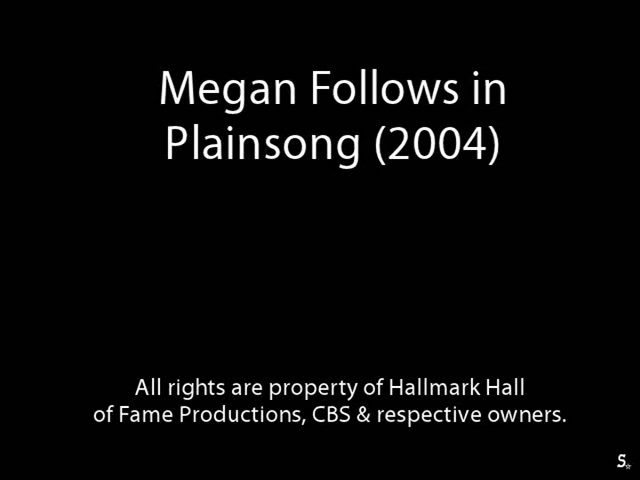 Megan Follows in
Plainsong (2004)
All rights are property of Hallmark Hall
of Fame Productions, CBS & respective owners.
S